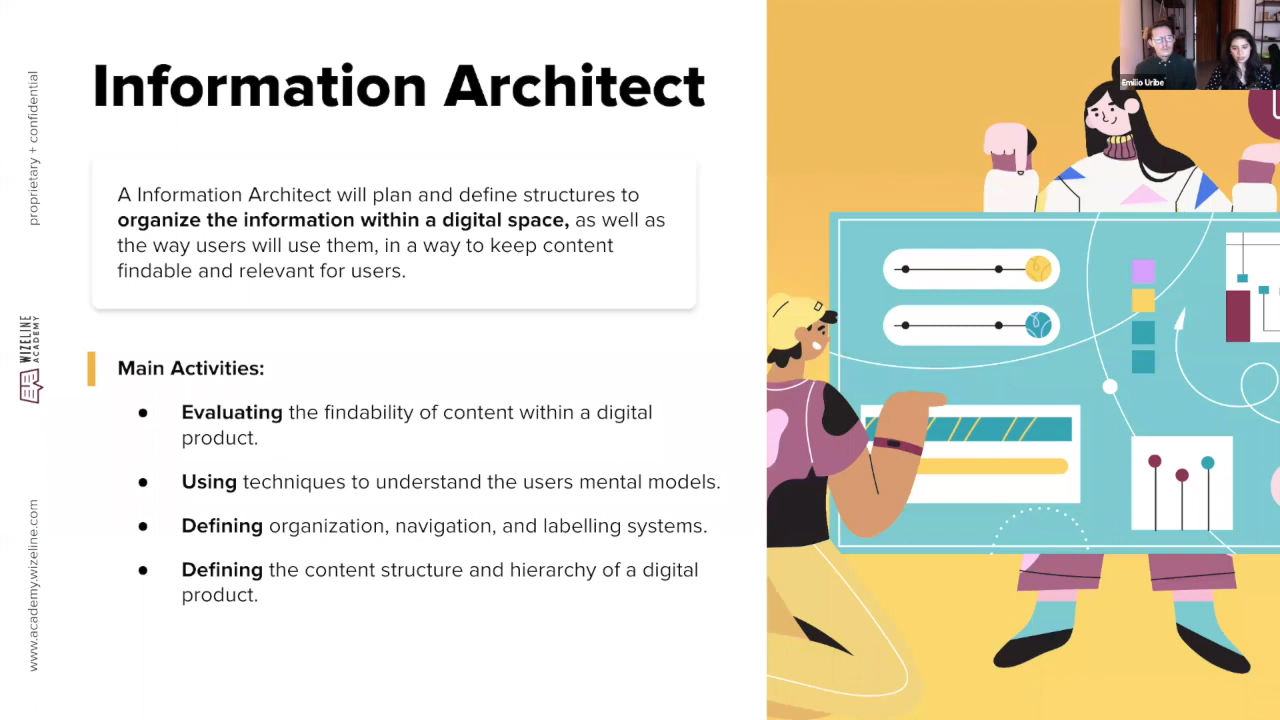 Information Architect
A Information Architect will plan and define structures to
organize the information within a digital space, as well as
the way users will use them, in a way to keep content
findable and relevant for users.
Main Activities:
● Evaluating the findability of content within a digital
product.
● Using techniques to understand the users mental models.
● Defining organization, navigation, and labelling systems.
● Defining the content structure and hierarchy of a digital
product.
proprietary + confidential
WIZELINE
ACADEMY
www.academy.wizeline.com
Emilio Uribe